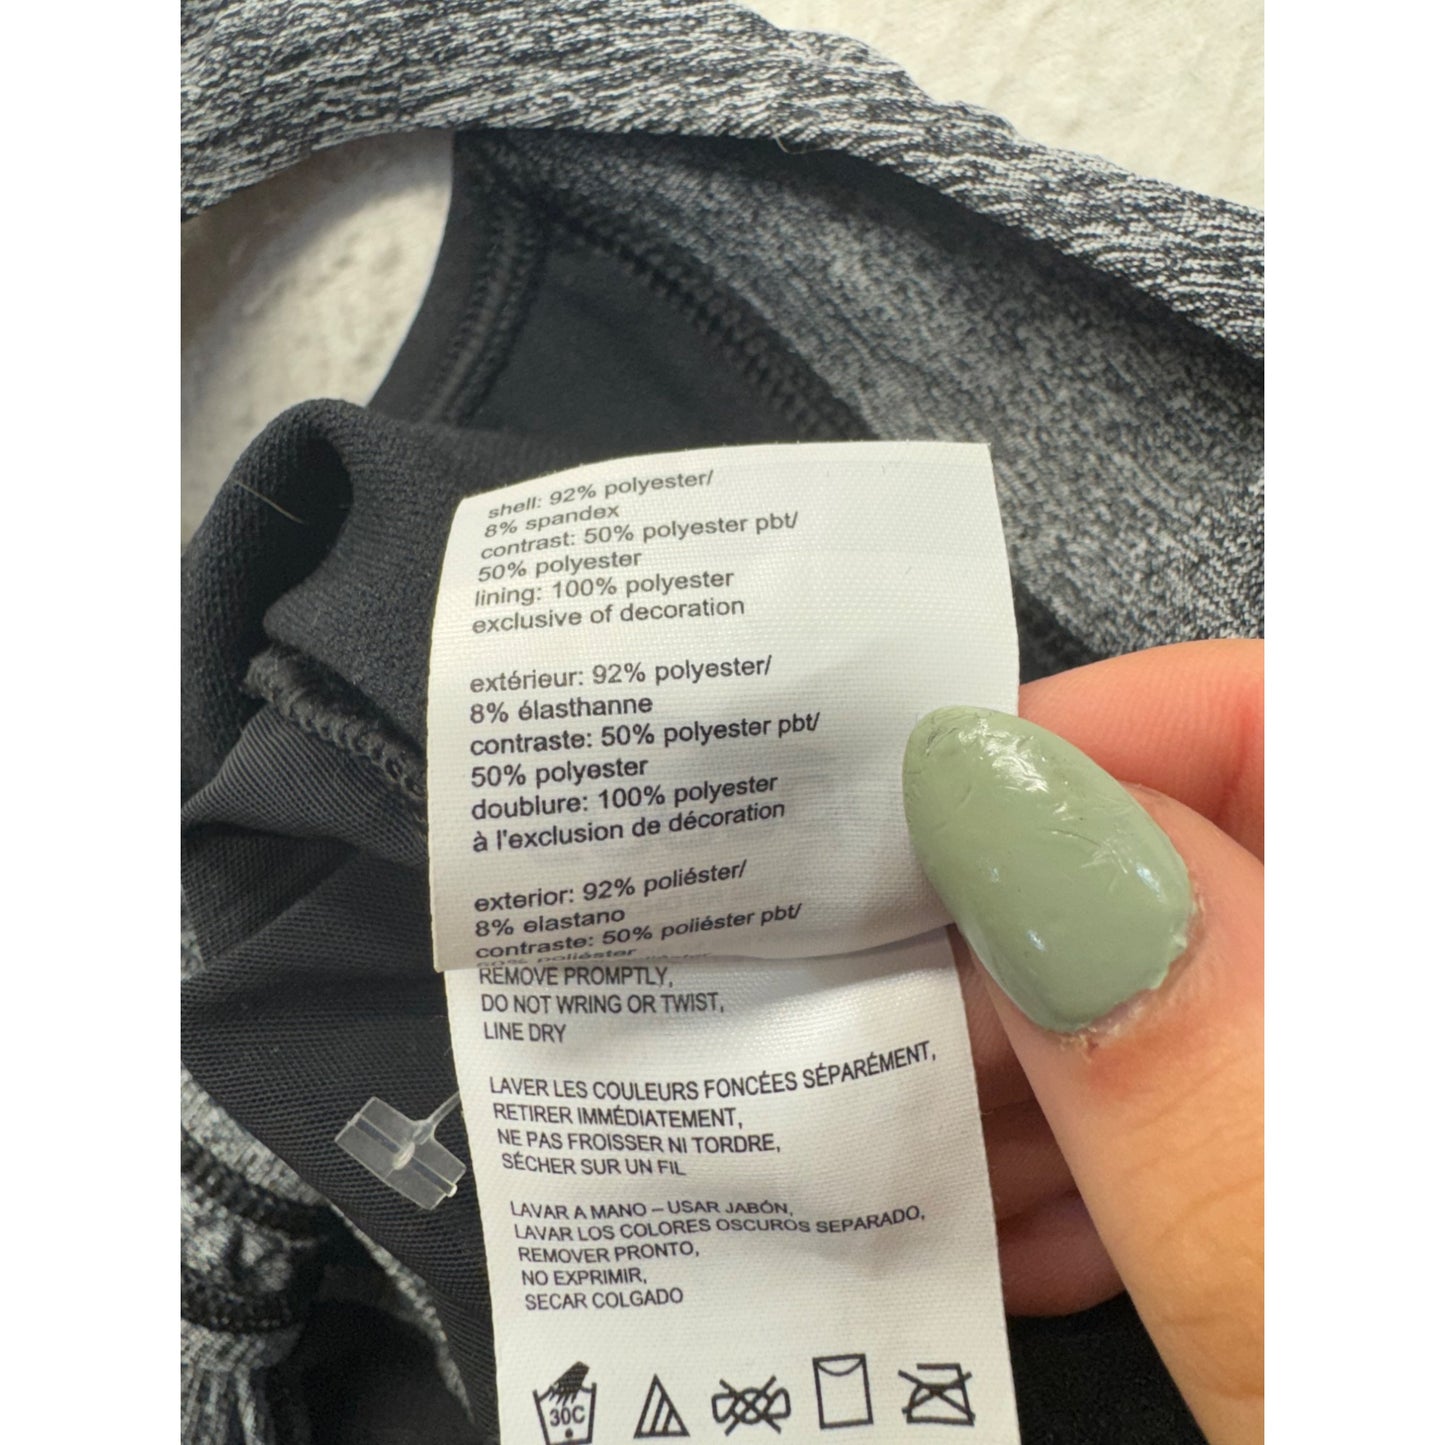 shell: 92% polyester/
8% spandex
contrast: 50% polyester pbt/
50% polyester
lining: 100% polyester
exclusive of decoration
extérieur: 92% polyester/
8% élasthanne
contraste: 50% polyester pbt/
50% polyester
doublure: 100% polyester
à l'exclusion de décoration
exterior: 92% poliéster/
8% elastano
contraste: 50% poliéster pbt/
REMOVE PROMPTLY,
DO NOT WRING OR TWIST,
LINE DRY
LAVER LES COULEURS FONCÉES SÉPARÉMENT,
RETIRER IMMÉDIATEMENT,
NE PAS FROISSER NI TORDRE,
SÉCHER SUR UN FIL
LAVAR A MANO – USAR JABÓN,
LAVAR LOS COLORES OSCUROS SEPARADO,
REMOVER PRONTO,
NO EXPRIMIR,
SECAR COLGADO
30C